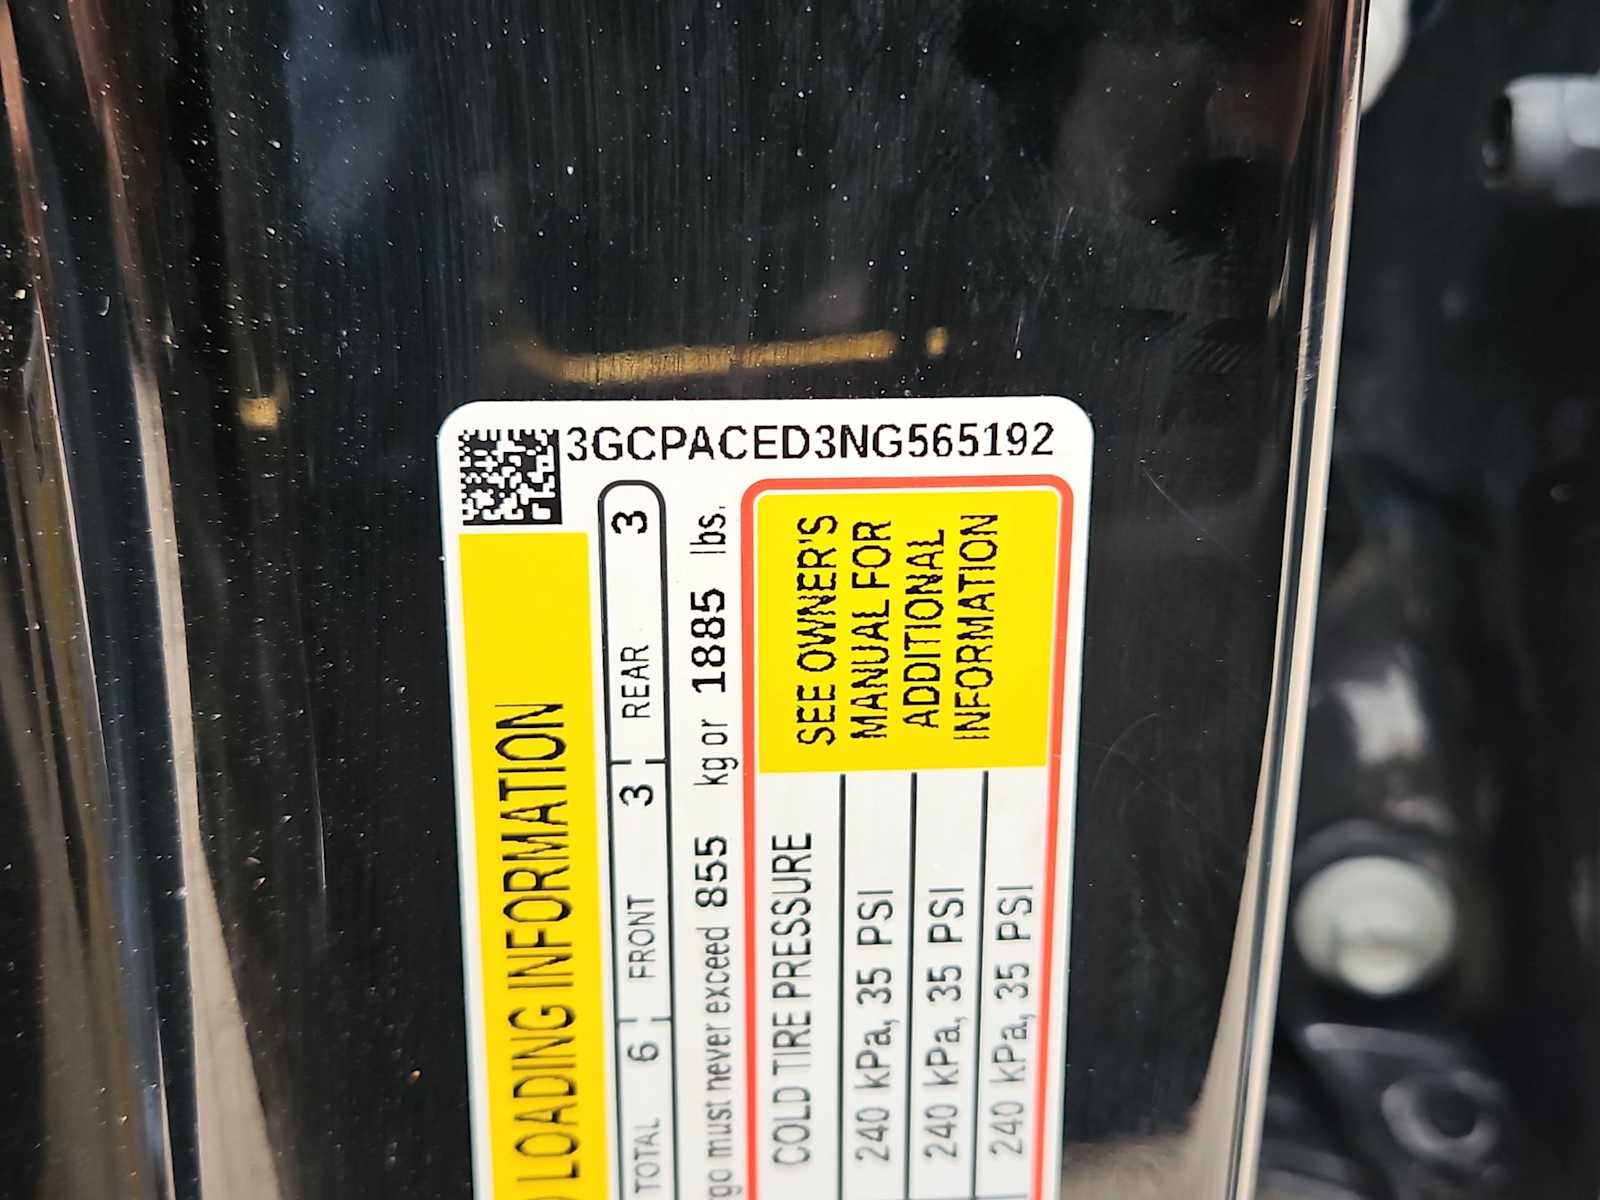 3GCPACED3NG565192
LOADING INFORMATION
TOTAL 6 FRONT 3 REAR 3
must never exceed 855 kg or 1885 lbs.
COLD TIRE PRESSURE
240 kPa, 35 PSI
240 kPa, 35 PSI
240 kPa, 35 PSI
SEE OWNER'S
MANUAL FOR
ADDITIONAL
INFORMATION